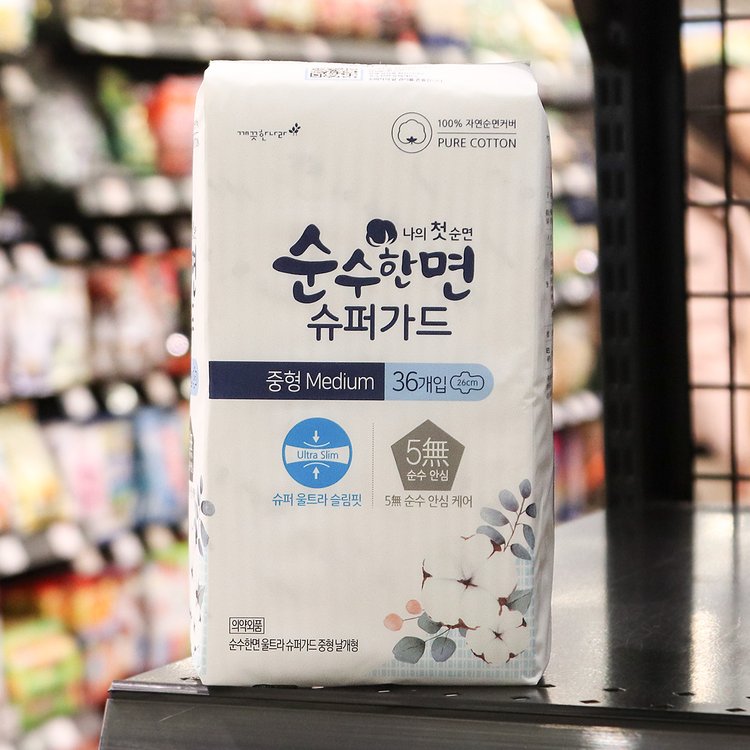 깨끗한나라
100% 자연순면커버
PURE COTTON
나의 첫 순면
순수한면
슈퍼가드
중형 Medium
36개입 26cm
Ultra Slim
슈퍼 울트라 슬림핏
5無
순수 안심
5無 순수 안심 케어
의약외품
순수한면 울트라 슈퍼가드 중형 날개형